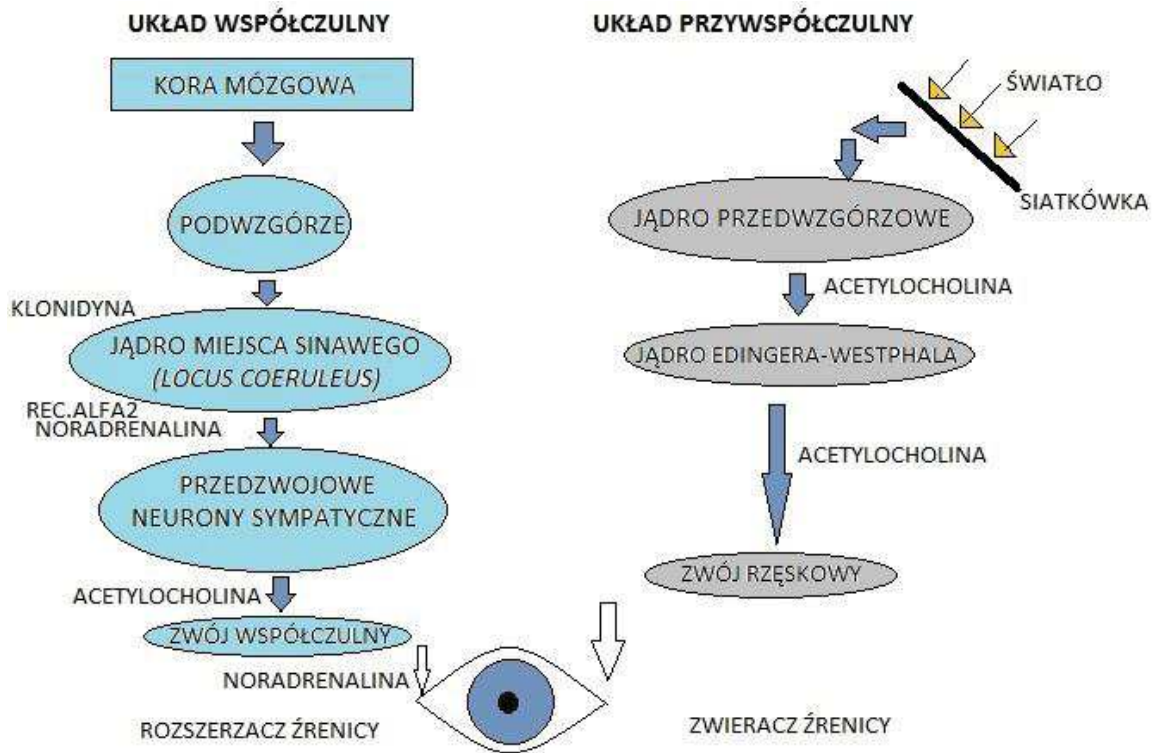 UKŁAD WSPÓŁCZULNY
KORA MÓZGOWA
PODWZGÓRZE
KLONIDYNA
JĄDRO MIEJSCA SINAWEGO
(LOCUS COERULEUS)
REC.ALFA2
NORADRENALINA
PRZEDZWOJOWE
NEURONY SYMPATYCZNE
ACETYLOCHOLINA
ZWÓJ WSPÓŁCZULNY
NORADRENALINA
ROZSZERZACZ ŹRENICY
UKŁAD PRZYWSPÓŁCZULNY
ŚWIATŁO
SIATKÓWKA
JĄDRO PRZEDWZGÓRZOWE
ACETYLOCHOLINA
JĄDRO EDINGERA-WESTPHALA
ACETYLOCHOLINA
ZWÓJ RZĘSKOWY
ZWIERACZ ŹRENICY